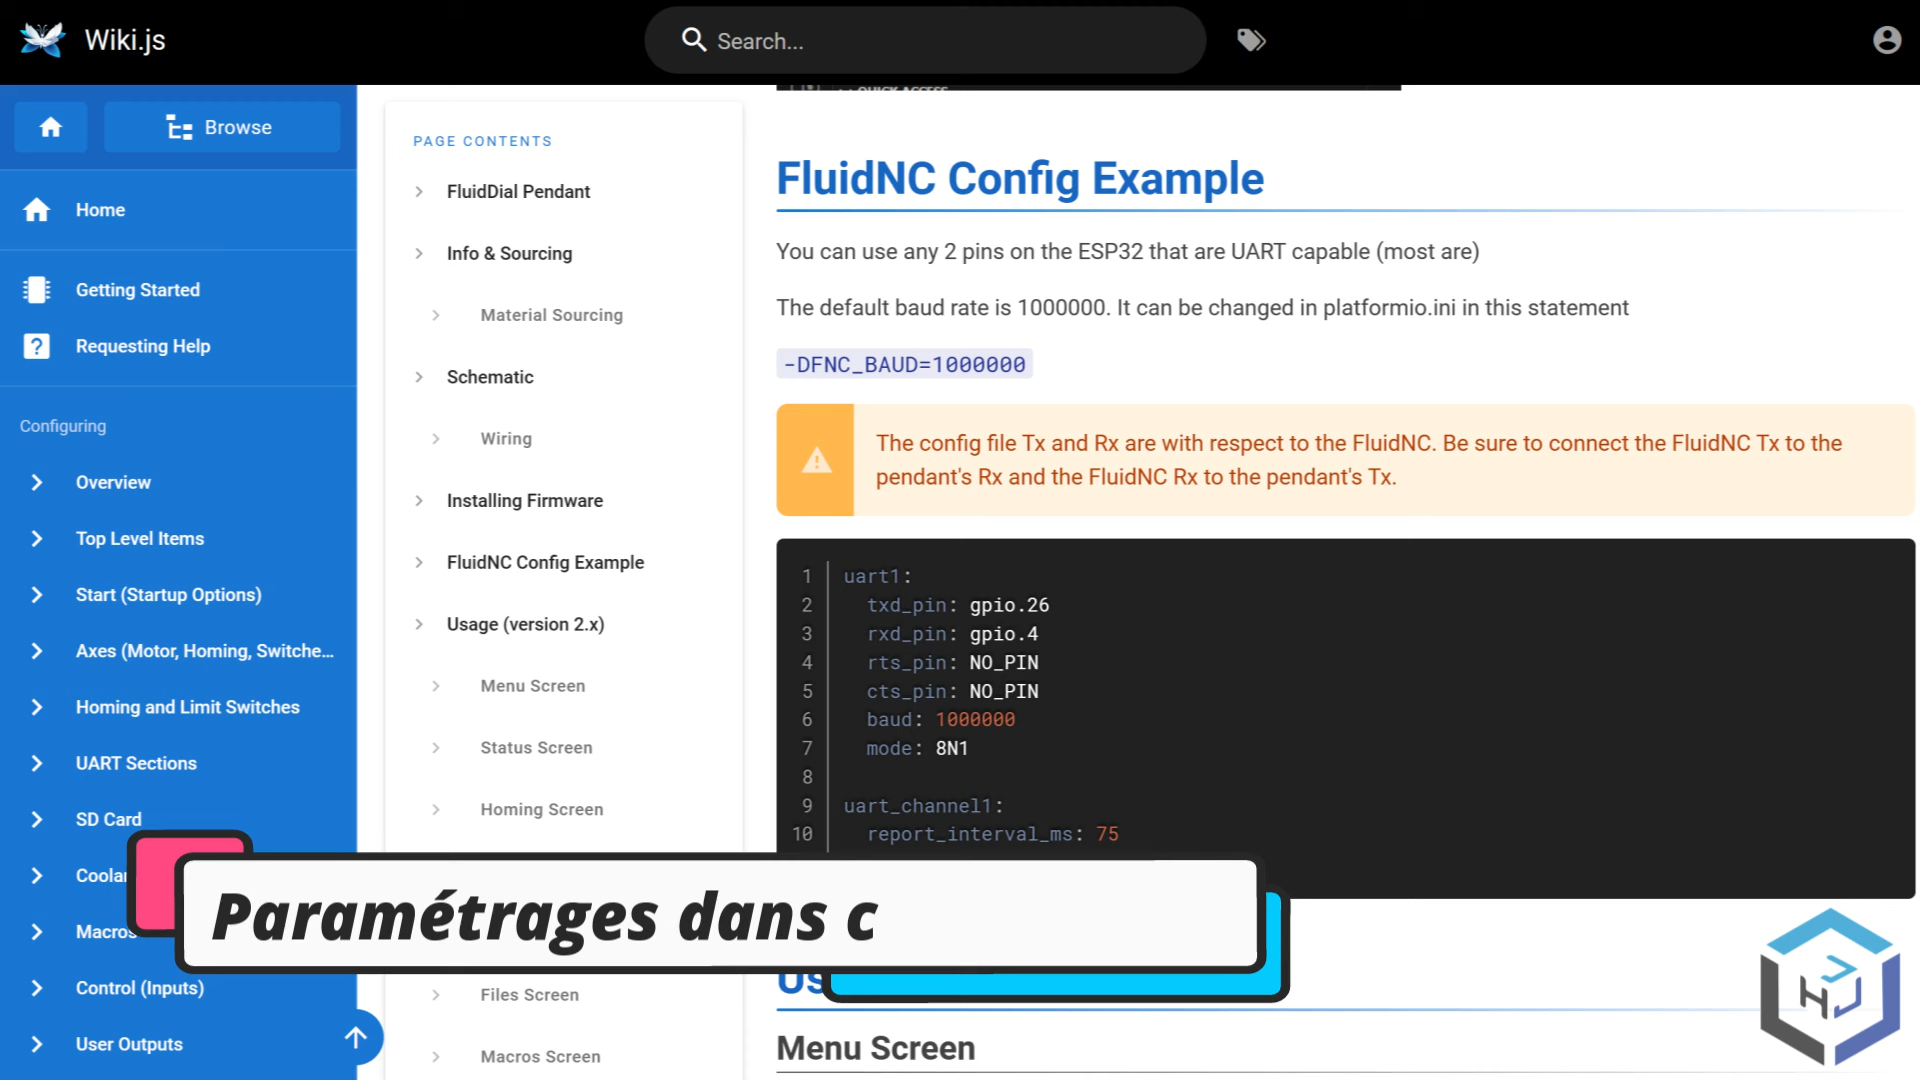 Wiki.js
Search...
Browse
Home
Getting Started
Requesting Help
Configuring
Overview
Top Level Items
Start (Startup Options)
Axes (Motor, Homing, Switche...
Homing and Limit Switches
UART Sections
SD Card
Coolan
Macros
Control (Inputs)
User Outputs
PAGE CONTENTS
FluidDial Pendant
Info & Sourcing
Material Sourcing
Schematic
Wiring
Installing Firmware
FluidNC Config Example
Usage (version 2.x)
Menu Screen
Status Screen
Homing Screen
Files Screen
Macros Screen
QUICK ACCESS
FluidNC Config Example
You can use any 2 pins on the ESP32 that are UART capable (most are)
The default baud rate is 1000000. It can be changed in platformio.ini in this statement
-DFNC_BAUD=1000000
The config file Tx and Rx are with respect to the FluidNC. Be sure to connect the FluidNC Tx to the
pendant's Rx and the FluidNC Rx to the pendant's Tx.
1 uart1:
2 txd_pin: gpio.26
3 rxd_pin: gpio.4
4 rts_pin: NO_PIN
5 cts_pin: NO_PIN
6 baud: 1000000
7 mode: 8N1
8
9 uart_channel1:
10 report_interval_ms: 75
Paramétrages dans c
Us
Menu Screen
HJ